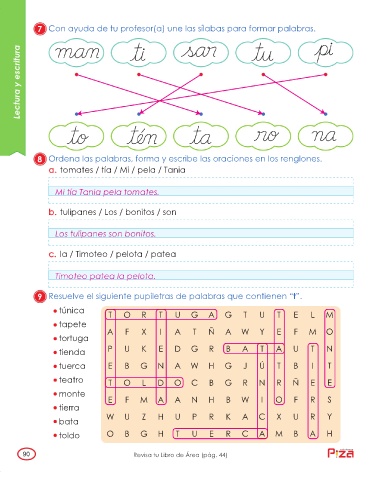 Lectura y escritura
7 Con ayuda de tu profesor(a) une las sílabas para formar palabras.
man ti sar tu pi
to tén ta ro na
8 Ordena las palabras, forma y escribe las oraciones en los renglones.
a. tomates / tía / Mi / pela / Tania
Mi tía Tania pela tomates.
b. tulipanes / Los / bonitos / son
Los tulipanes son bonitos.
c. la / Timoteo / pelota / patea
Timoteo patea la pelota.
9 Resuelve el siguiente pupiletras de palabras que contienen “t”.
• túnica
• tapete
• tortuga
• tienda
• tuerca
• teatro
• monte
• tierra
• bata
• toldo
T O R T U G A G T U T E L M
A F X I A T Ñ A W Y E F M O
P U K E D G R B A T A U T N
E B G N A W H G J Ú T B I T
T O L D O C B G R N R Ñ E E
E F M A A N H B W I O F R S
W U Z H U P R K A C X U R Y
O B G H T U E R C A M B A H
90
Revisa tu Libro de Área (pág. 44)
Piza